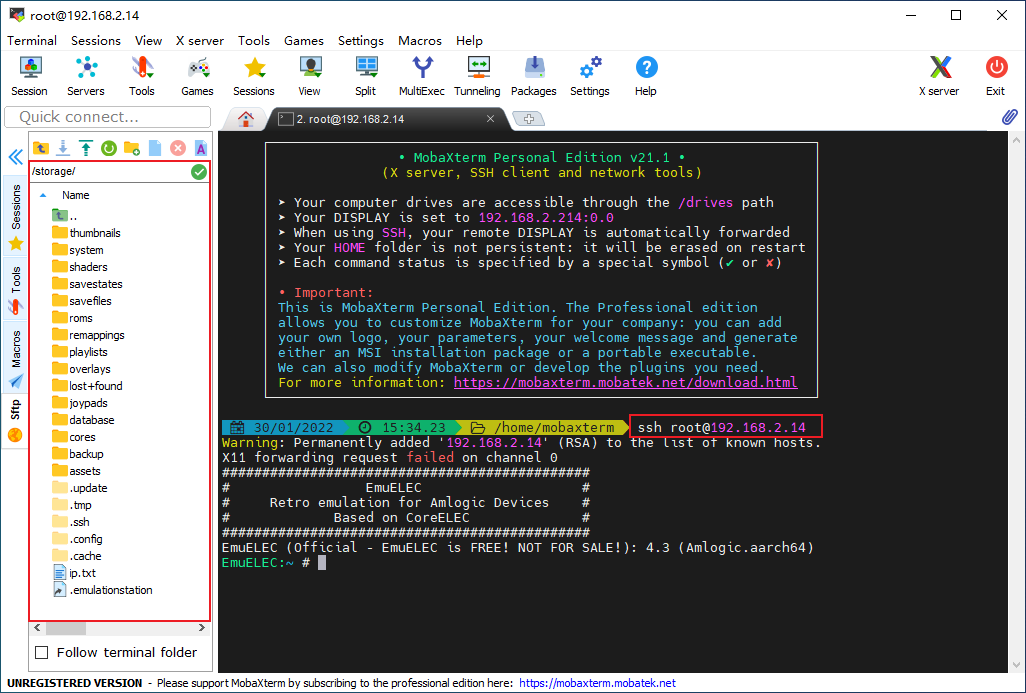 root@192.168.2.14
Terminal Sessions View X server Tools Games Settings Macros Help
Session Servers Tools Games Sessions View Split MultiExec Tunneling Packages Settings Help X server Exit
Quick connect...
2. root@192.168.2.14
/storage/
Name
..
thumbnails
system
shaders
savestates
savefiles
roms
remappings
playlists
overlays
lost+found
joypads
database
cores
backup
assets
.update
.tmp
.ssh
.config
.cache
ip.txt
.emulationstation
Follow terminal folder
Sessions
Tools
Macros
Sftp
• MobaXterm Personal Edition v21.1 •
(X server, SSH client and network tools)
➤ Your computer drives are accessible through the /drives path
➤ Your DISPLAY is set to 192.168.2.214:0.0
➤ When using SSH, your remote DISPLAY is automatically forwarded
➤ Your HOME folder is not persistent: it will be erased on restart
➤ Each command status is specified by a special symbol (✔ or ✘)
• Important:
This is MobaXterm Personal Edition. The Professional edition
allows you to customize MobaXterm for your company: you can add
your own logo, your parameters, your welcome message and generate
either an MSI installation package or a portable executable.
We can also modify MobaXterm or develop the plugins you need.
For more information: https://mobaxterm.mobatek.net/download.html
30/01/2022 15:34.23 /home/mobaxterm ssh root@192.168.2.14
Warning: Permanently added '192.168.2.14' (RSA) to the list of known hosts.
X11 forwarding request failed on channel 0
##############################################
# EmuELEC #
# Retro emulation for Amlogic Devices #
# Based on CoreELEC #
##############################################
EmuELEC (Official - EmuELEC is FREE! NOT FOR SALE!): 4.3 (Amlogic.aarch64)
EmuELEC:~ #
UNREGISTERED VERSION - Please support MobaXterm by subscribing to the professional edition here: https://mobaxterm.mobatek.net